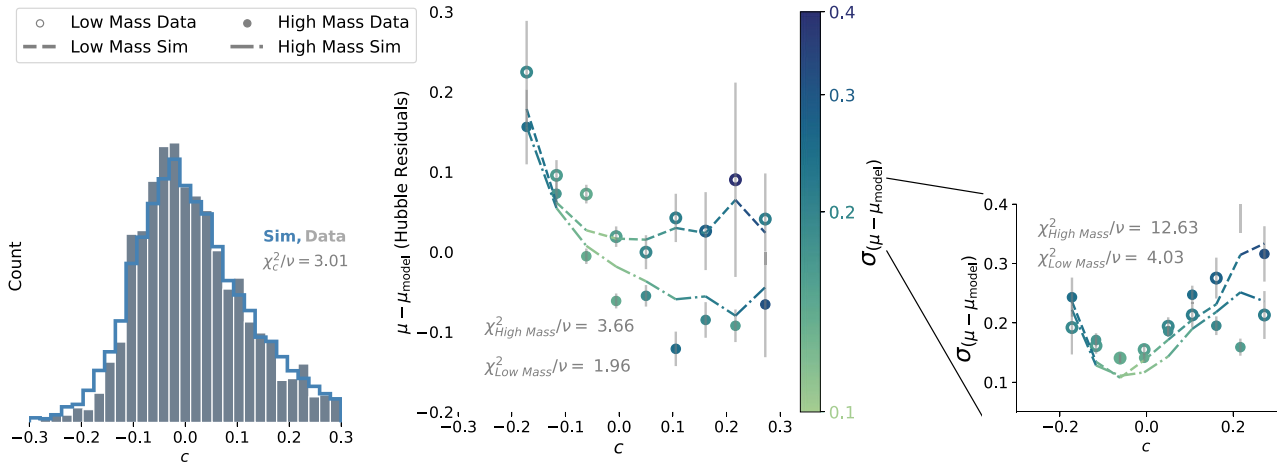 Low Mass Data
High Mass Data
Low Mass Sim
High Mass Sim
Count
Sim, Data
χ²_c/ν = 3.01
−0.3 −0.2 −0.1 0.0 0.1 0.2 0.3
c
μ − μ_model (Hubble Residuals)
0.3
0.2
0.1
0.0
−0.1
−0.2
χ²_High Mass/ν = 3.66
χ²_Low Mass/ν = 1.96
−0.3 −0.2 −0.1 0.0 0.1 0.2 0.3
c
0.4
0.2
0.1
σ_(μ − μ_model)
σ_(μ − μ_model)
0.4
0.3
0.2
0.1
χ²_High Mass/ν = 12.63
χ²_Low Mass/ν = 4.03
−0.2 0.0 0.2
c